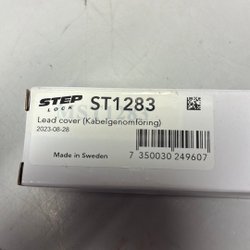 STEP LOCK ST1283
Lead cover (Kabelgenomföring)
2023-08-28
Made in Sweden
7 350030 249607